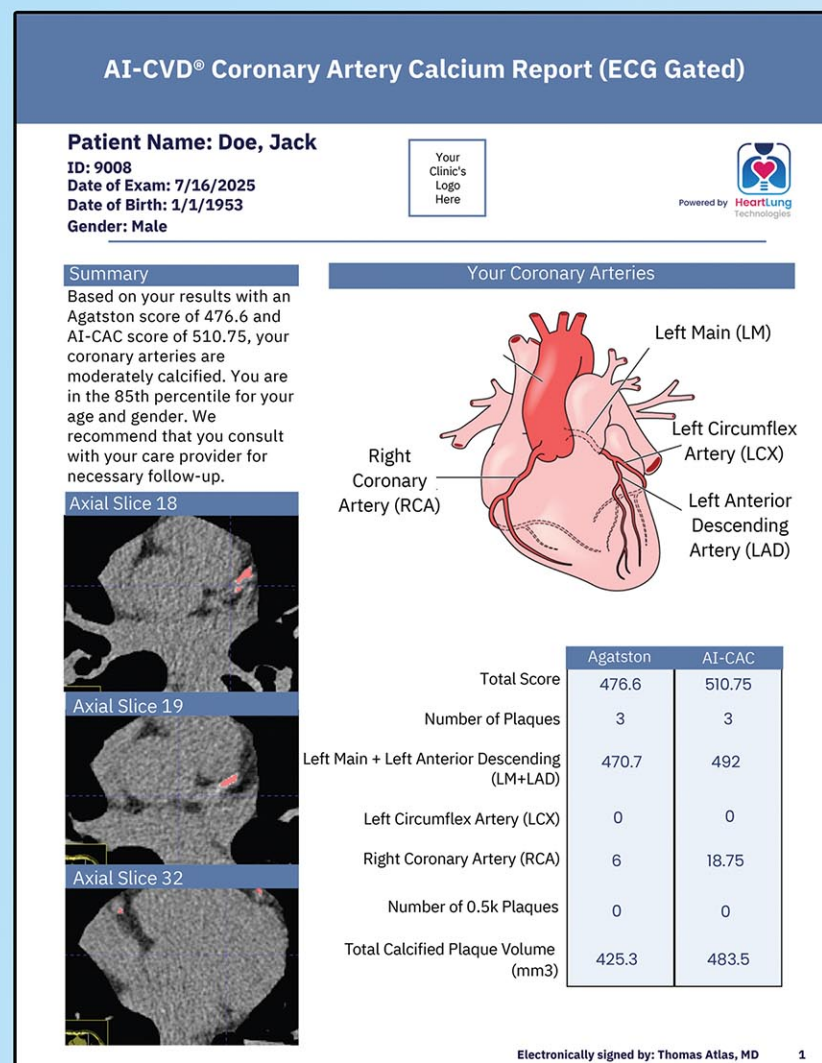 AI-CVD® Coronary Artery Calcium Report (ECG Gated)
Patient Name: Doe, Jack
ID: 9008
Date of Exam: 7/16/2025
Date of Birth: 1/1/1953
Gender: Male
Your
Clinic's
Logo
Here
Powered by HeartLung
Technologies
Summary
Based on your results with an
Agatston score of 476.6 and
AI-CAC score of 510.75, your
coronary arteries are
moderately calcified. You are
in the 85th percentile for your
age and gender. We
recommend that you consult
with your care provider for
necessary follow-up.
Axial Slice 18
Axial Slice 19
Axial Slice 32
Your Coronary Arteries
Left Main (LM)
Left Circumflex
Artery (LCX)
Right
Coronary
Artery (RCA)
Left Anterior
Descending
Artery (LAD)
Agatston AI-CAC
Total Score 476.6 510.75
Number of Plaques 3 3
Left Main + Left Anterior Descending
(LM+LAD) 470.7 492
Left Circumflex Artery (LCX) 0 0
Right Coronary Artery (RCA) 6 18.75
Number of 0.5k Plaques 0 0
Total Calcified Plaque Volume
(mm3) 425.3 483.5
Electronically signed by: Thomas Atlas, MD 1